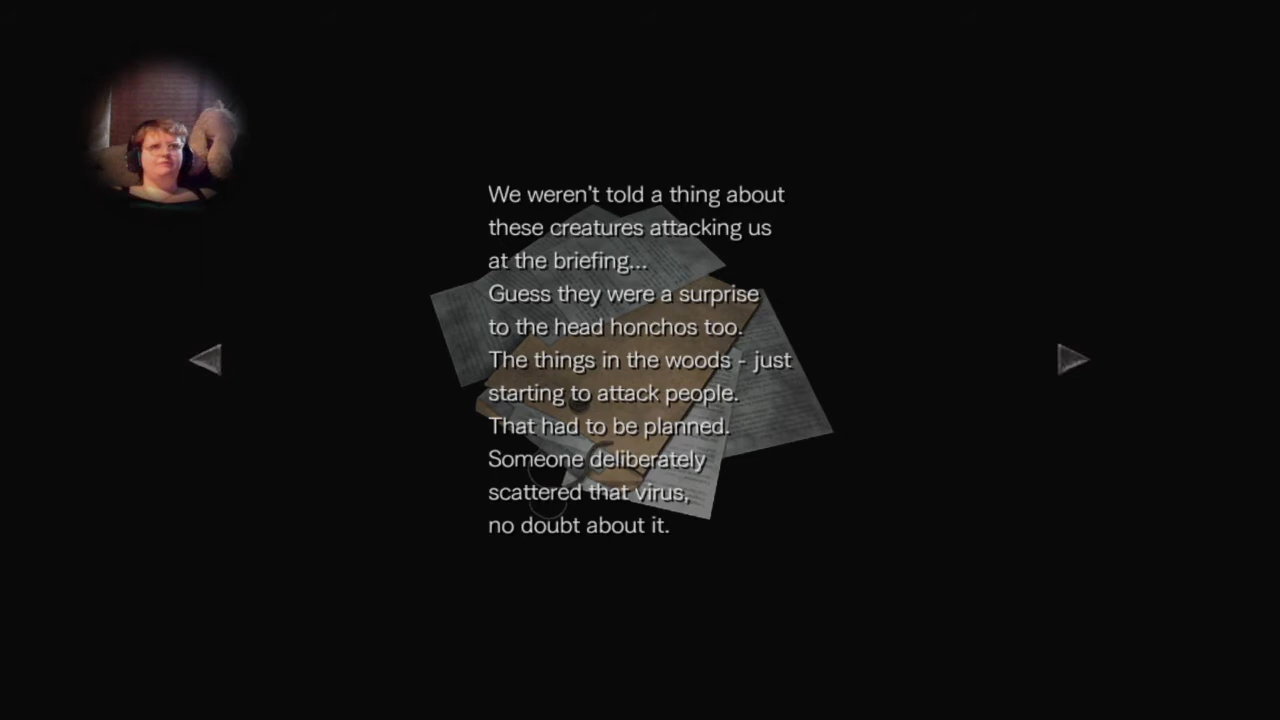 We weren't told a thing about
these creatures attacking us
at the briefing...
Guess they were a surprise
to the head honchos too.
The things in the woods - just
starting to attack people.
That had to be planned.
Someone deliberately
scattered that virus,
no doubt about it.